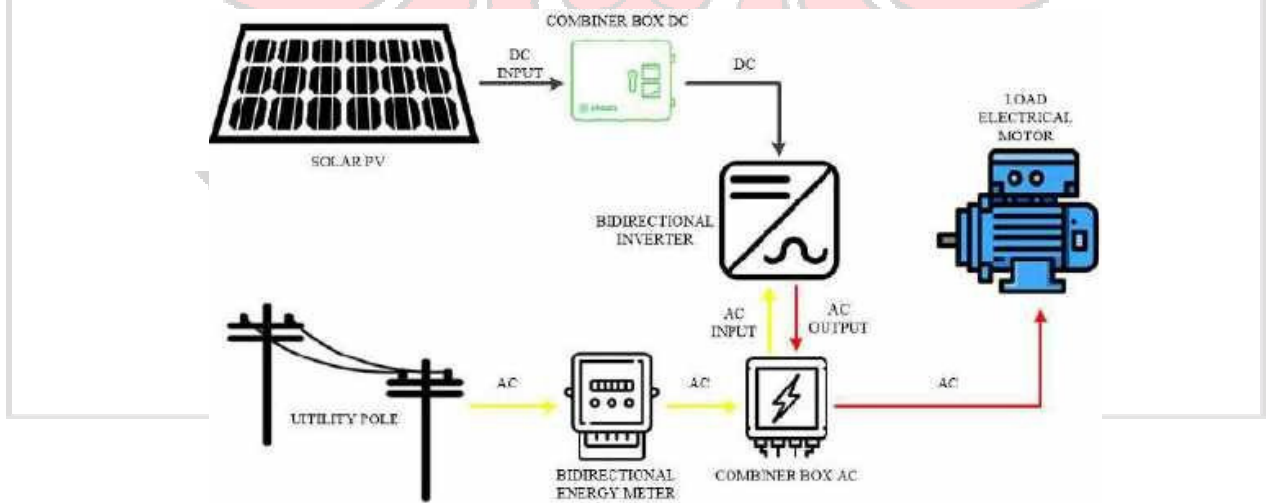 COMBINER BOX DC
DC
INPUT
DC
LOAD
ELECTRICAL
MOTOR
SOLAR PV
BIDIRECTIONAL
INVERTER
AC
INPUT
AC
OUTPUT
AC
AC
AC
UITILITY POLE
BIDIRECTIONAL
ENERGY METER
COMBINER BOX AC